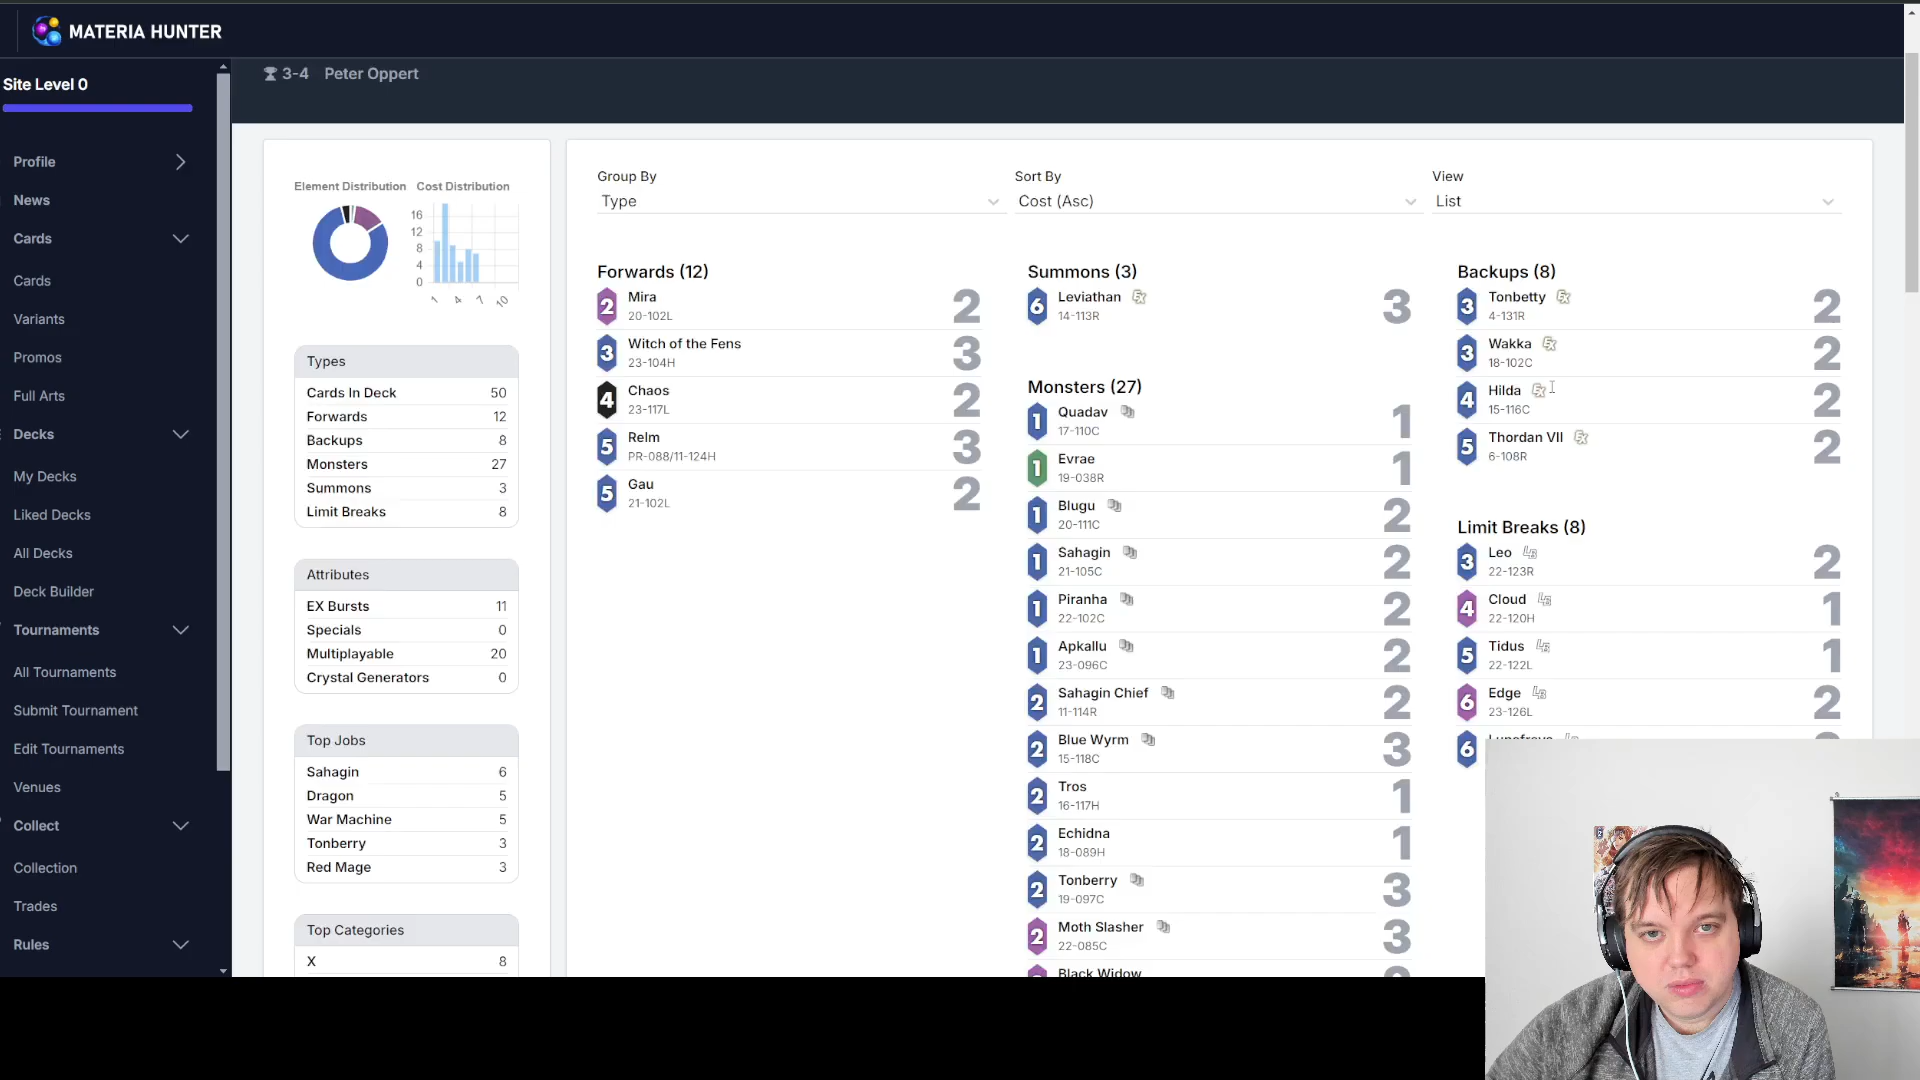 MATERIA HUNTER
Site Level 0
Profile
News
Cards
Cards
Variants
Promos
Full Arts
Decks
My Decks
Liked Decks
All Decks
Deck Builder
Tournaments
All Tournaments
Submit Tournament
Edit Tournaments
Venues
Collect
Collection
Trades
Rules
3-4 Peter Oppert
Element Distribution
Cost Distribution
16
12
8
4
0
1 4 7 10
Types
Cards In Deck 50
Forwards 12
Backups 8
Monsters 27
Summons 3
Limit Breaks 8
Attributes
EX Bursts 11
Specials 0
Multiplayable 20
Crystal Generators 0
Top Jobs
Sahagin 6
Dragon 5
War Machine 5
Tonberry 3
Red Mage 3
Top Categories
X 8
Group By
Type
Sort By
Cost (Asc)
View
List
Forwards (12)
2 Mira 2
20-102L
3 Witch of the Fens 3
23-104H
4 Chaos 2
23-117L
5 Relm 3
PR-088/11-124H
5 Gau 2
21-102L
Summons (3)
6 Leviathan EX 3
14-113R
Monsters (27)
1 Quadav 1
17-110C
1 Evrae 1
19-038R
1 Blugu 2
20-111C
1 Sahagin 2
21-105C
1 Piranha 2
22-102C
1 Apkallu 2
23-096C
2 Sahagin Chief 2
11-114R
2 Blue Wyrm 3
15-118C
2 Tros 1
16-117H
2 Echidna 1
18-089H
2 Tonberry 3
19-097C
2 Moth Slasher 3
22-085C
Black Widow
Backups (8)
3 Tonbetty EX 2
4-131R
3 Wakka EX 2
18-102C
4 Hilda EX 2
15-116C
5 Thordan VII EX 2
6-108R
Limit Breaks (8)
3 Leo LB 2
22-123R
4 Cloud LB 1
22-120H
5 Tidus LB 1
22-122L
6 Edge LB 2
23-126L
6